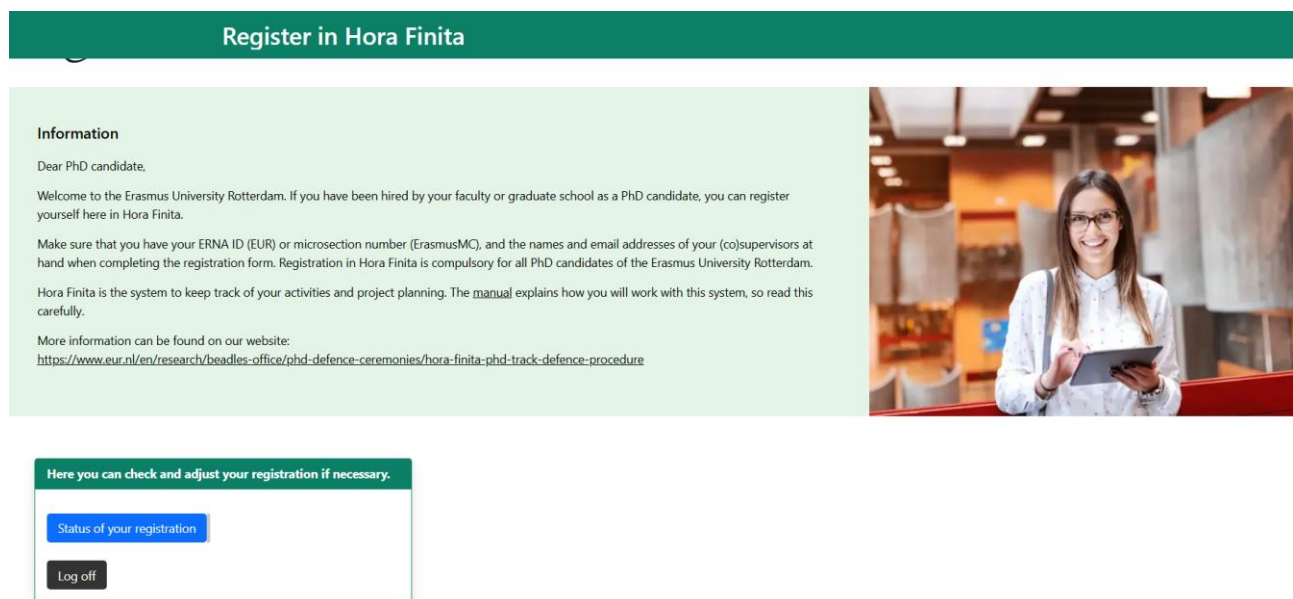 Register in Hora Finita
Information
Dear PhD candidate,
Welcome to the Erasmus University Rotterdam. If you have been hired by your faculty or graduate school as a PhD candidate, you can register
yourself here in Hora Finita.
Make sure that you have your ERNA ID (EUR) or microsection number (ErasmusMC), and the names and email addresses of your (co)supervisors at
hand when completing the registration form. Registration in Hora Finita is compulsory for all PhD candidates of the Erasmus University Rotterdam.
Hora Finita is the system to keep track of your activities and project planning. The manual explains how you will work with this system, so read this
carefully.
More information can be found on our website:
https://www.eur.nl/en/research/beadles-office/phd-defence-ceremonies/hora-finita-phd-track-defence-procedure
Here you can check and adjust your registration if necessary.
Status of your registration
Log off